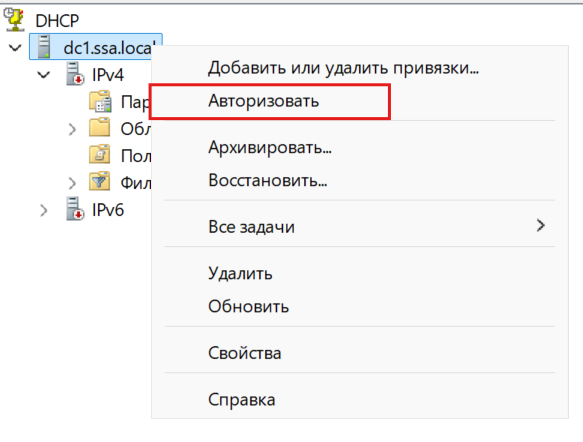 DHCP
dc1.ssa.local
IPv4
Пар
Обл
Пол
Фил
IPv6
Добавить или удалить привязки...
Авторизовать
Архивировать...
Восстановить...
Все задачи
Удалить
Обновить
Свойства
Справка